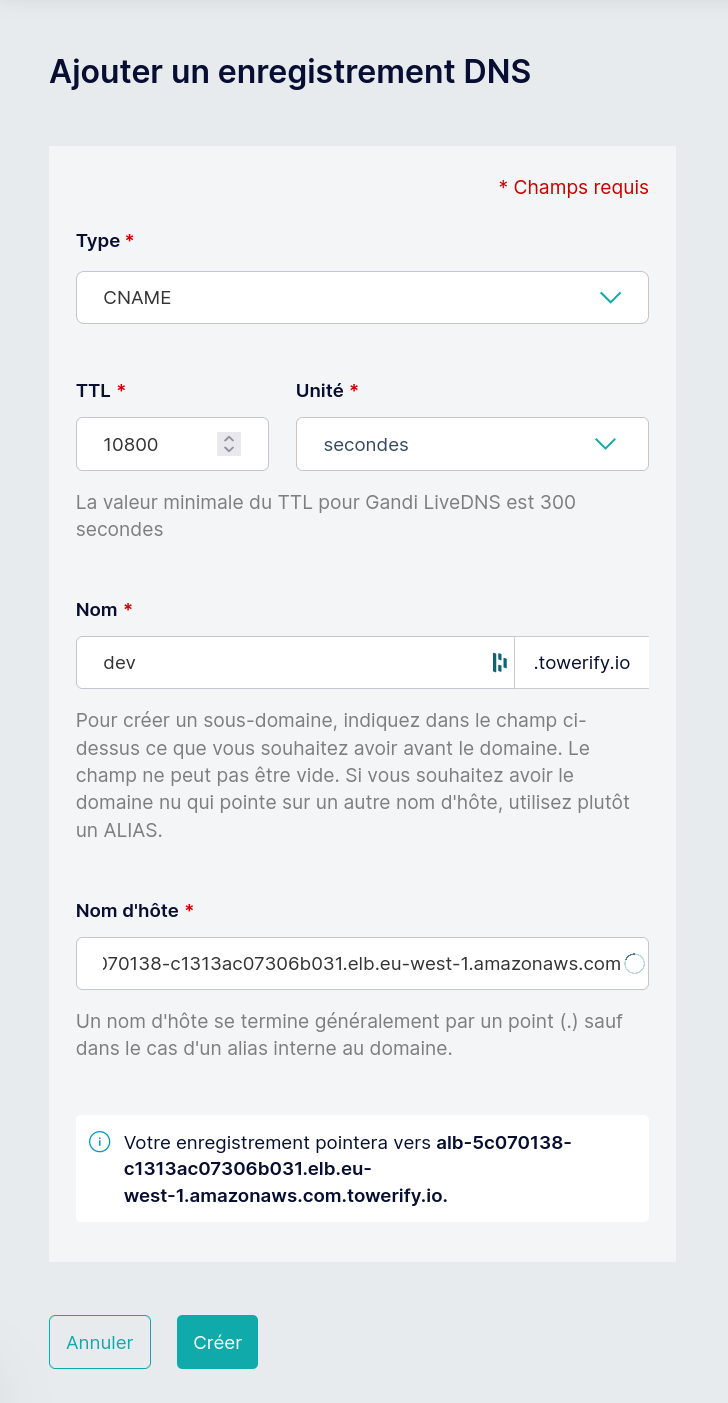 Ajouter un enregistrement DNS
* Champs requis
Type *
CNAME
TTL * Unité *
10800 secondes
La valeur minimale du TTL pour Gandi LiveDNS est 300
secondes
Nom *
dev .towerify.io
Pour créer un sous-domaine, indiquez dans le champ ci-
dessus ce que vous souhaitez avoir avant le domaine. Le
champ ne peut pas être vide. Si vous souhaitez avoir le
domaine nu qui pointe sur un autre nom d'hôte, utilisez plutôt
un ALIAS.
Nom d'hôte *
070138-c1313ac07306b031.elb.eu-west-1.amazonaws.com
Un nom d'hôte se termine généralement par un point (.) sauf
dans le cas d'un alias interne au domaine.
Votre enregistrement pointera vers alb-5c070138-
c1313ac07306b031.elb.eu-
west-1.amazonaws.com.towerify.io.
Annuler Créer